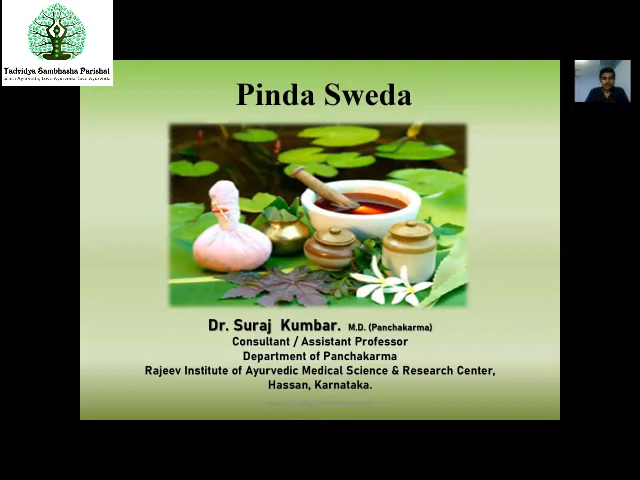 Tadvidya Sambhasha Parishat
Pinda Sweda
Dr. Suraj Kumbar. M.D. (Panchakarma)
Consultant / Assistant Professor
Department of Panchakarma
Rajeev Institute of Ayurvedic Medical Science & Research Center,
Hassan, Karnataka.